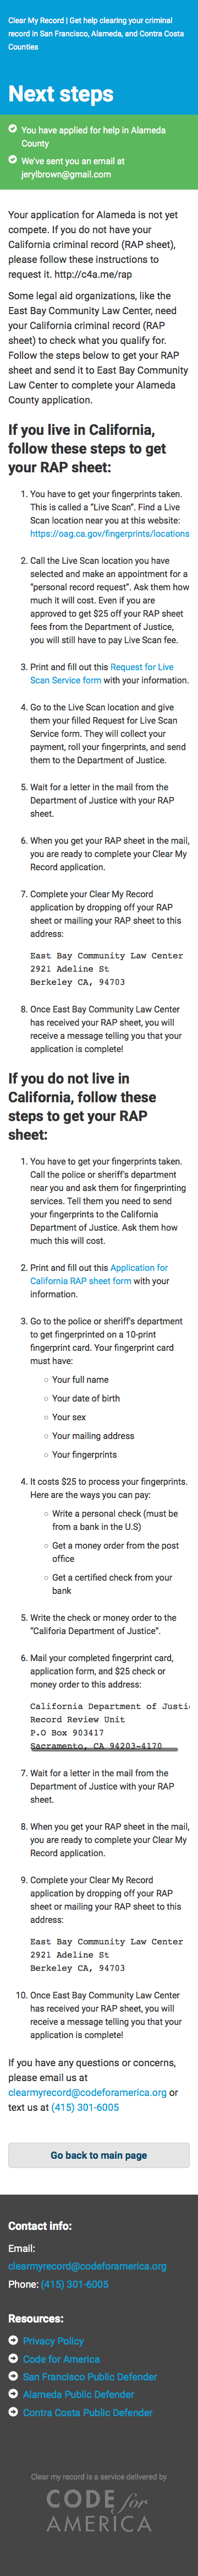 Clear My Record | Get help clearing your criminal
record in San Francisco, Alameda, and Contra Costa
Counties
Next steps
You have applied for help in Alameda
County
We've sent you an email at
jerylbrown@gmail.com
Your application for Alameda is not yet
compete. If you do not have your
California criminal record (RAP sheet),
please follow these instructions to
request it. http://c4a.me/rap
Some legal aid organizations, like the
East Bay Community Law Center, need
your California criminal record (RAP
sheet) to check what you qualify for.
Follow the steps below to get your RAP
sheet and send it to East Bay Community
Law Center to complete your Alameda
County application.
If you live in California,
follow these steps to get
your RAP sheet:
1. You have to get your fingerprints taken.
This is called a "Live Scan". Find a Live
Scan location near you at this website:
https://oag.ca.gov/fingerprints/locations
2. Call the Live Scan location you have
selected and make an appointment for a
"personal record request". Ask them how
much it will cost. Even if you are
approved to get $25 off your RAP sheet
fees from the Department of Justice,
you will still have to pay Live Scan fee.
3. Print and fill out this Request for Live
Scan Service form with your information.
4. Go to the Live Scan location and give
them your filled Request for Live Scan
Service form. They will collect your
payment, roll your fingerprints, and send
them to the Department of Justice.
5. Wait for a letter in the mail from the
Department of Justice with your RAP
sheet.
6. When you get your RAP sheet in the mail,
you are ready to complete your Clear My
Record application.
7. Complete your Clear My Record
application by dropping off your RAP
sheet or mailing your RAP sheet to this
address:
East Bay Community Law Center
2921 Adeline St
Berkeley CA, 94703
8. Once East Bay Community Law Center
has received your RAP sheet, you will
receive a message telling you that your
application is complete!
If you do not live in
California, follow these
steps to get your RAP
sheet:
1. You have to get your fingerprints taken.
Call the police or sheriff's department
near you and ask them for fingerprinting
services. Tell them you need to send
your fingerprints to the California
Department of Justice. Ask them how
much this will cost.
2. Print and fill out this Application for
California RAP sheet form with your
information.
3. Go to the police or sheriff's department
to get fingerprinted on a 10-print
fingerprint card. Your fingerprint card
must have:
Your full name
Your date of birth
Your sex
Your mailing address
Your fingerprints
4. It costs $25 to process your fingerprints.
Here are the ways you can pay:
Write a personal check (must be
from a bank in the U.S)
Get a money order from the post
office
Get a certified check from your
bank
5. Write the check or money order to the
"Califoria Department of Justice".
6. Mail your completed fingerprint card,
application form, and $25 check or
money order to this address:
California Department of Justi
Record Review Unit
P.O Box 903417
Sacramento, CA 94203-4170
7. Wait for a letter in the mail from the
Department of Justice with your RAP
sheet.
8. When you get your RAP sheet in the mail,
you are ready to complete your Clear My
Record application.
9. Complete your Clear My Record
application by dropping off your RAP
sheet or mailing your RAP sheet to this
address:
East Bay Community Law Center
2921 Adeline St
Berkeley CA, 94703
10. Once East Bay Community Law Center
has received your RAP sheet, you will
receive a message telling you that your
application is complete!
If you have any questions or concerns,
please email us at
clearmyrecord@codeforamerica.org or
text us at (415) 301-6005
Go back to main page
Contact info:
Email:
clearmyrecord@codeforamerica.org
Phone: (415) 301-6005
Resources:
Privacy Policy
Code for America
San Francisco Public Defender
Alameda Public Defender
Contra Costa Public Defender
Clear my record is a service delivered by
CODE for
AMERICA